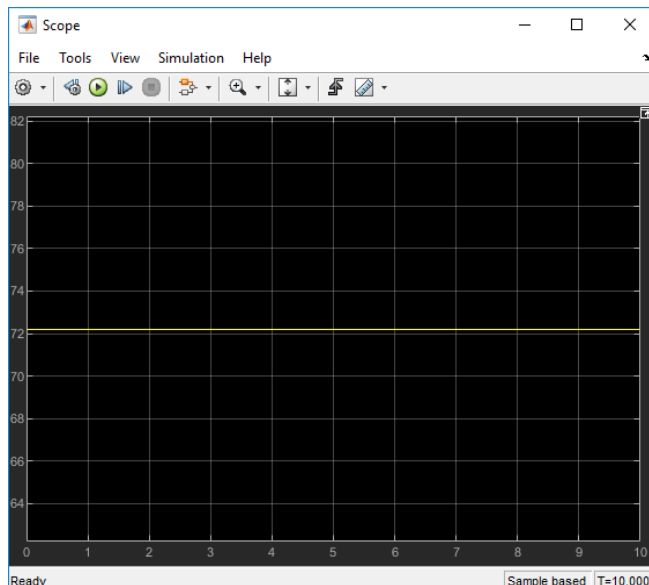 Scope
File Tools View Simulation Help
82
80
78
76
74
72
70
68
66
64
0 1 2 3 4 5 6 7 8 9 10
Ready Sample based T=10.000